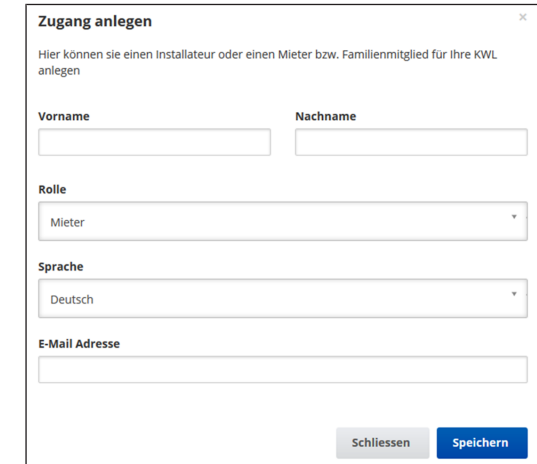 Zugang anlegen
×
Hier können sie einen Installateur oder einen Mieter bzw. Familienmitglied für Ihre KWL
anlegen
Vorname Nachname
Rolle
Mieter
Sprache
Deutsch
E-Mail Adresse
Schliessen Speichern